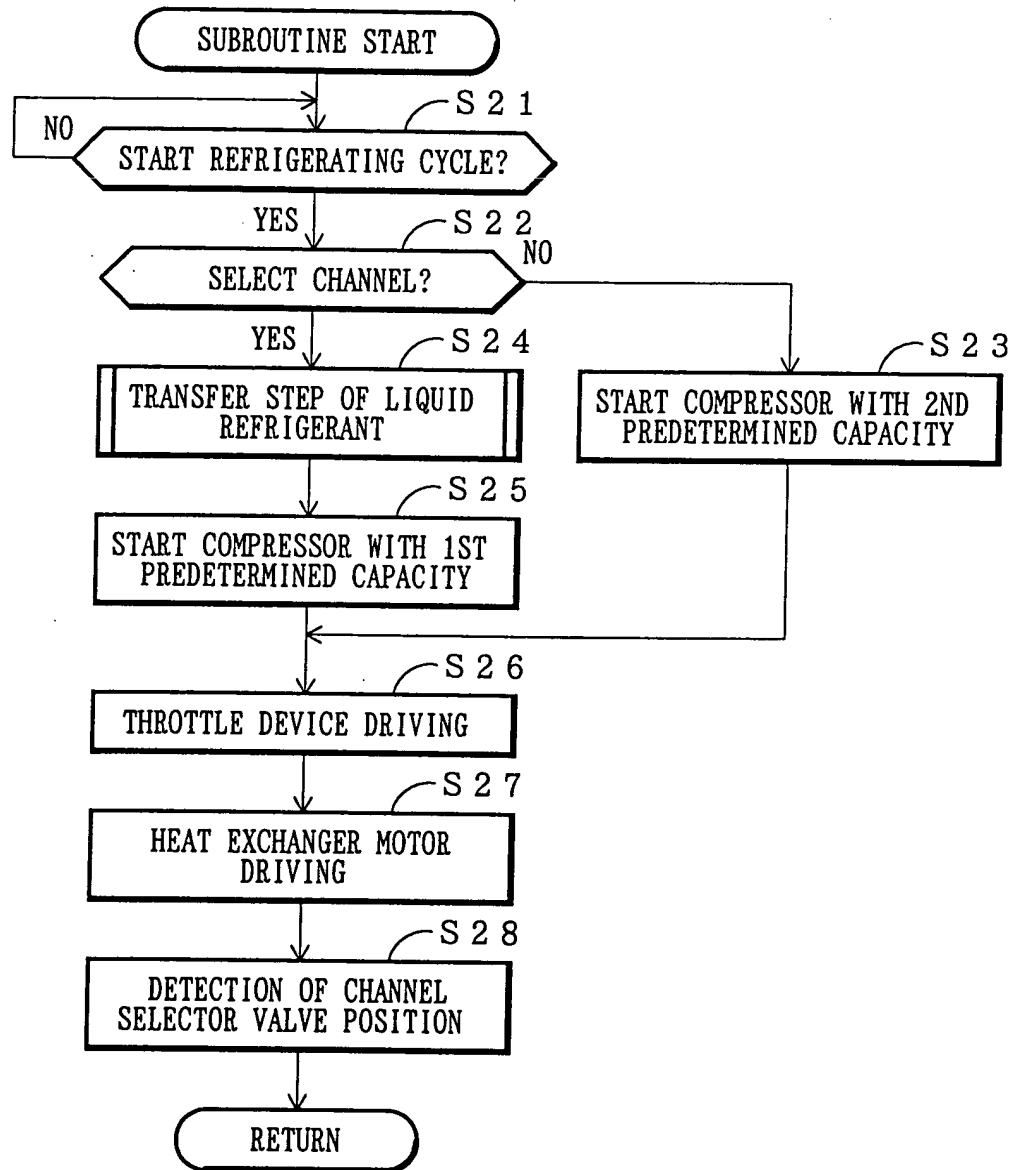 SUBROUTINE START
S21
NO
START REFRIGERATING CYCLE?
YES
S22
NO
SELECT CHANNEL?
YES
S24
S23
TRANSFER STEP OF LIQUID
REFRIGERANT
START COMPRESSOR WITH 2ND
PREDETERMINED CAPACITY
S25
START COMPRESSOR WITH 1ST
PREDETERMINED CAPACITY
S26
THROTTLE DEVICE DRIVING
S27
HEAT EXCHANGER MOTOR
DRIVING
S28
DETECTION OF CHANNEL
SELECTOR VALVE POSITION
RETURN